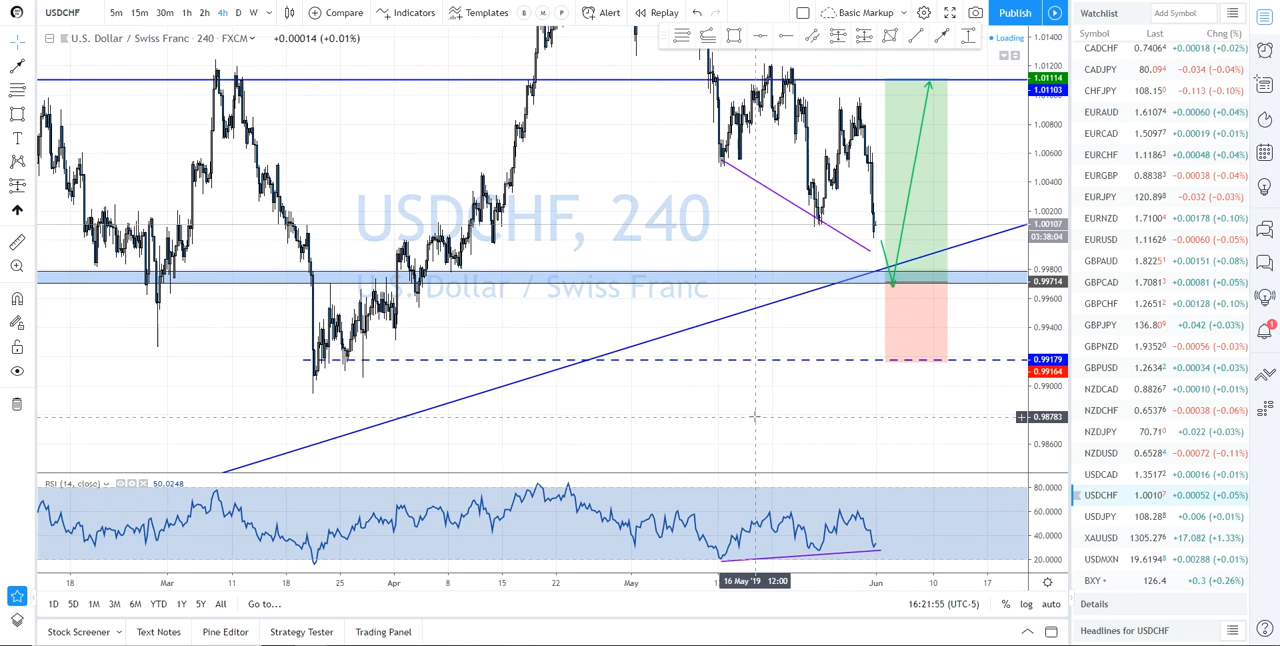 USDCHF 5m 15m 30m 1h 2h 4h D W Compare Indicators Templates B M P Alert Replay Basic Markup Publish
U.S. Dollar / Swiss Franc · 240 · FXCM +0.00014 (+0.01%)
Loading
USDCHF, 240
U.S. Dollar / Swiss Franc
1.01400
1.01200
1.01114
1.01103
1.00800
1.00600
1.00400
1.00200
1.00107
03:38:04
0.99800
0.99714
0.99600
0.99400
0.99179
0.99164
0.99000
0.98783
0.98600
RSI (14, close) 50.0248
80.0000
60.0000
40.0000
20.0000
18 Mar 11 18 25 Apr 8 15 22 May 16 May '19 12:00 Jun 10 17
1D 5D 1M 3M 6M YTD 1Y 5Y All Go to... 16:21:55 (UTC-5) % log auto
Stock Screener Text Notes Pine Editor Strategy Tester Trading Panel
Watchlist Add Symbol
Symbol Last Chng (%)
CADCHF 0.74064 +0.00018 (+0.02%)
CADJPY 80.094 −0.034 (−0.04%)
CHFJPY 108.150 −0.113 (−0.10%)
EURAUD 1.61074 +0.00060 (+0.04%)
EURCAD 1.50977 +0.00019 (+0.01%)
EURCHF 1.11863 +0.00048 (+0.04%)
EURGBP 0.88383 −0.00038 (−0.04%)
EURJPY 120.898 −0.032 (−0.03%)
EURNZD 1.71004 +0.00178 (+0.10%)
EURUSD 1.11626 −0.00060 (−0.05%)
GBPAUD 1.82251 +0.00151 (+0.08%)
GBPCAD 1.70813 +0.00081 (+0.05%)
GBPCHF 1.26512 +0.00128 (+0.10%)
GBPJPY 136.809 +0.042 (+0.03%)
GBPNZD 1.93520 −0.00056 (−0.03%)
GBPUSD 1.26342 +0.00034 (+0.03%)
NZDCAD 0.88267 +0.00010 (+0.01%)
NZDCHF 0.65376 −0.00038 (−0.06%)
NZDJPY 70.710 +0.022 (+0.03%)
NZDUSD 0.65284 −0.00072 (−0.11%)
USDCAD 1.35172 +0.00016 (+0.01%)
USDCHF 1.00107 +0.00052 (+0.05%)
USDJPY 108.288 +0.006 (+0.01%)
XAUUSD 1305.276 +17.082 (+1.33%)
USDMXN 19.61948 +0.00288 (+0.01%)
BXY 126.4 +0.3 (+0.26%)
Details
Headlines for USDCHF
1